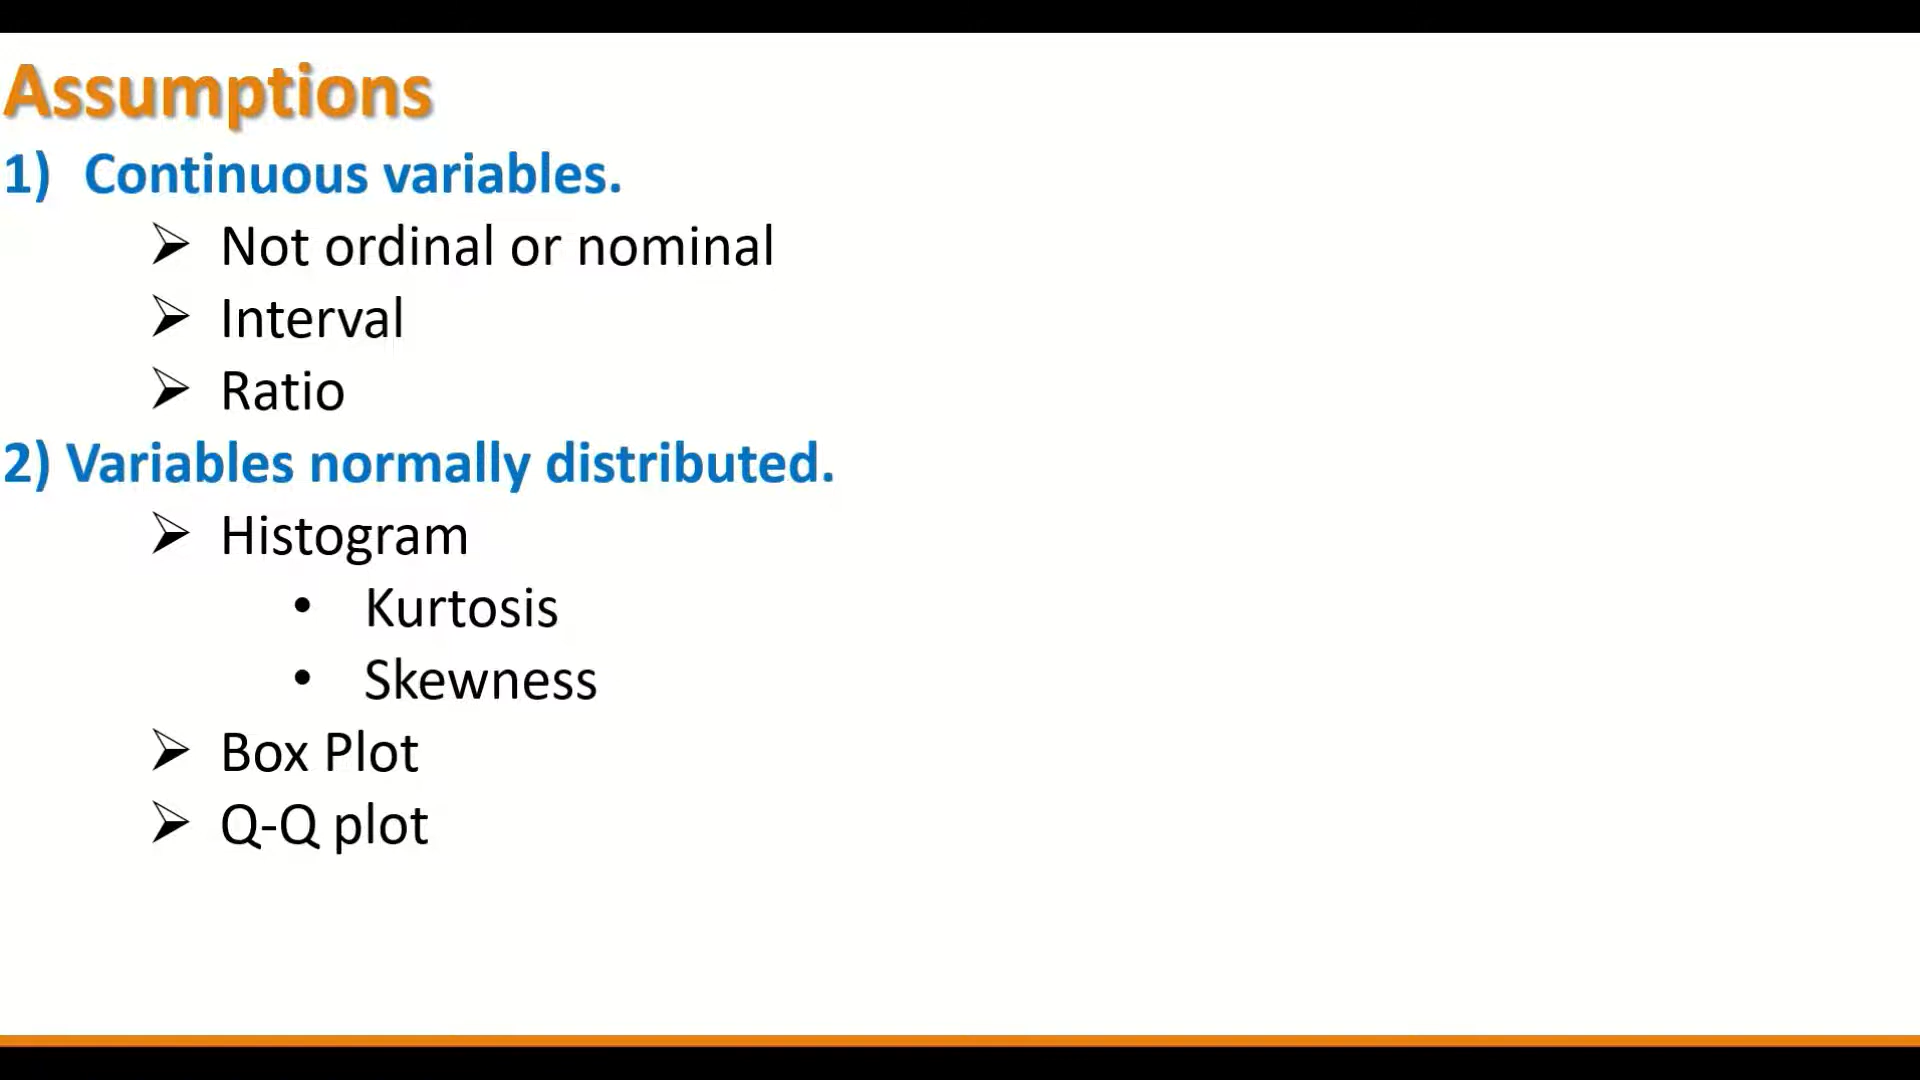 Assumptions
1) Continuous variables.
➢ Not ordinal or nominal
➢ Interval
➢ Ratio
2) Variables normally distributed.
➢ Histogram
• Kurtosis
• Skewness
➢ Box Plot
➢ Q-Q plot